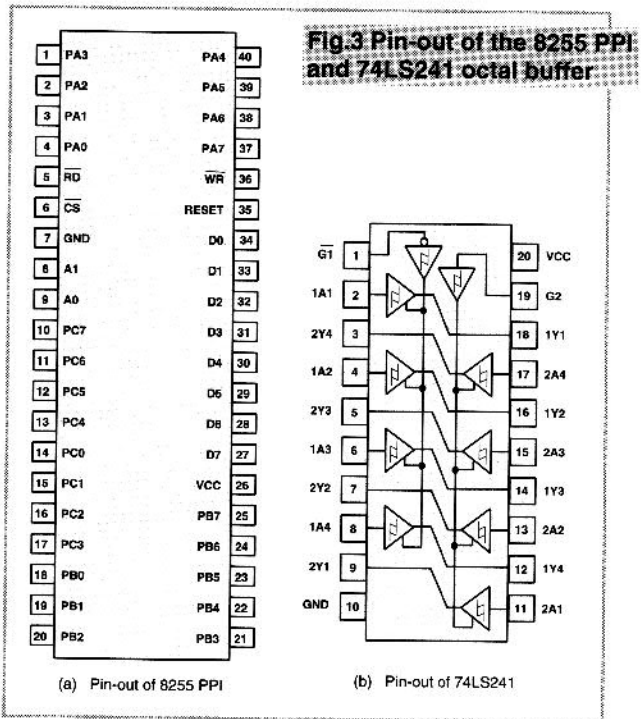 Fig.3 Pin-out of the 8255 PPI
and 74LS241 octal buffer
1 PA3 PA4 40
2 PA2 PA5 39
3 PA1 PA6 38
4 PA0 PA7 37
5 RD WR 36
6 CS RESET 35
7 GND D0 34
8 A1 D1 33
9 A0 D2 32
10 PC7 D3 31
11 PC6 D4 30
12 PC5 D5 29
13 PC4 D6 28
14 PC0 D7 27
15 PC1 VCC 26
16 PC2 PB7 25
17 PC3 PB6 24
18 PB0 PB5 23
19 PB1 PB4 22
20 PB2 PB3 21
(a) Pin-out of 8255 PPI
G1 1 20 VCC
1A1 2 19 G2
2Y4 3 18 1Y1
1A2 4 17 2A4
2Y3 5 16 1Y2
1A3 6 15 2A3
2Y2 7 14 1Y3
1A4 8 13 2A2
2Y1 9 12 1Y4
GND 10 11 2A1
(b) Pin-out of 74LS241